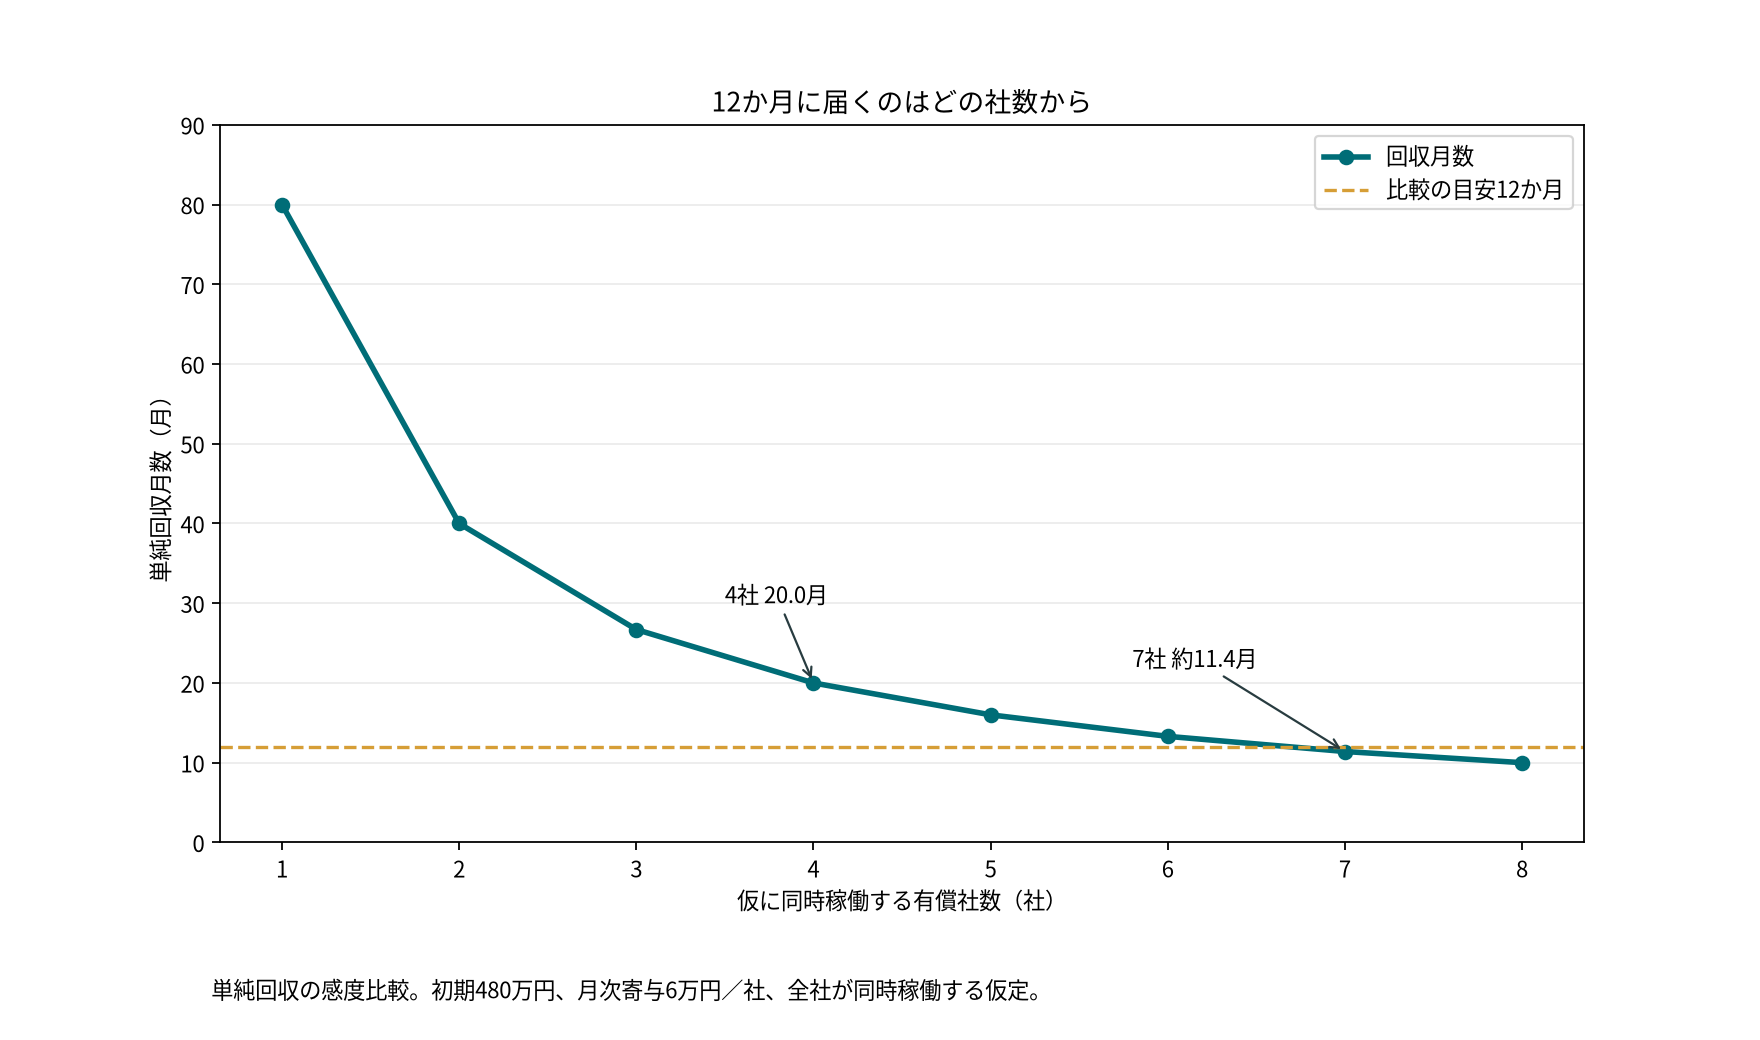 12か月に届くのはどの社数から
90
80
70
60
50
40
30
20
10
0
単純回収月数（月）
回収月数
比較の目安12か月
4社 20.0月
7社 約11.4月
1 2 3 4 5 6 7 8
仮に同時稼働する有償社数（社）
単純回収の感度比較。初期480万円、月次寄与6万円／社、全社が同時稼働する仮定。